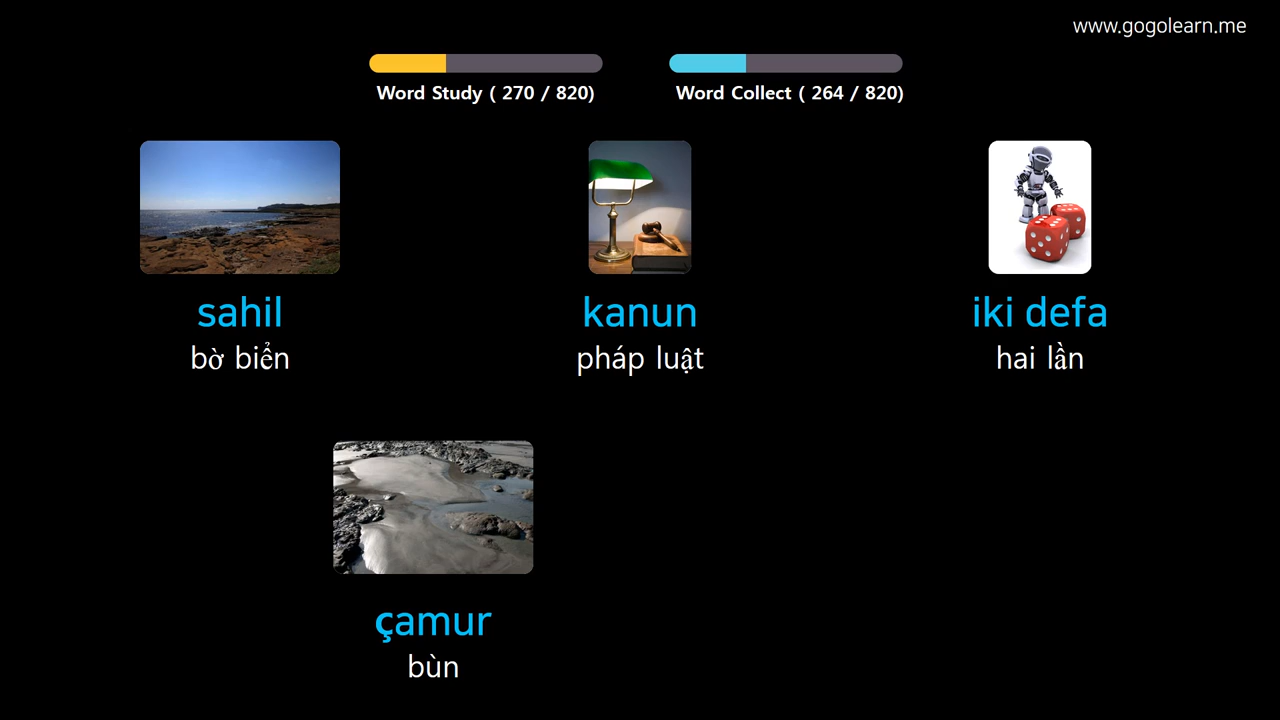 www.gogolearn.me
Word Study ( 270 / 820)
Word Collect ( 264 / 820)
sahil
bờ biển
kanun
pháp luật
iki defa
hai lần
çamur
bùn